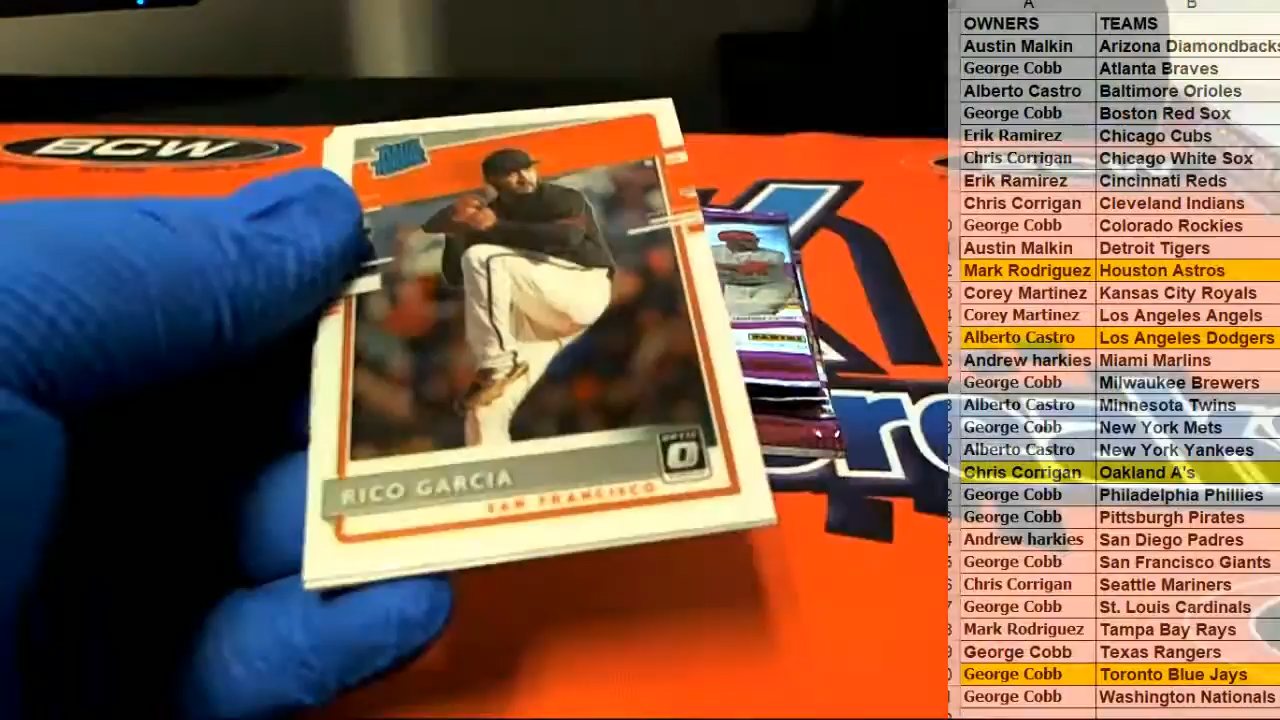 A B
OWNERS TEAMS
Austin Malkin Arizona Diamondbacks
George Cobb Atlanta Braves
Alberto Castro Baltimore Orioles
George Cobb Boston Red Sox
Erik Ramirez Chicago Cubs
Chris Corrigan Chicago White Sox
Erik Ramirez Cincinnati Reds
Chris Corrigan Cleveland Indians
George Cobb Colorado Rockies
Austin Malkin Detroit Tigers
Mark Rodriguez Houston Astros
Corey Martinez Kansas City Royals
Corey Martinez Los Angeles Angels
Alberto Castro Los Angeles Dodgers
Andrew harkies Miami Marlins
George Cobb Milwaukee Brewers
Alberto Castro Minnesota Twins
George Cobb New York Mets
Alberto Castro New York Yankees
Chris Corrigan Oakland A's
George Cobb Philadelphia Phillies
George Cobb Pittsburgh Pirates
Andrew harkies San Diego Padres
George Cobb San Francisco Giants
Chris Corrigan Seattle Mariners
George Cobb St. Louis Cardinals
Mark Rodriguez Tampa Bay Rays
George Cobb Texas Rangers
George Cobb Toronto Blue Jays
George Cobb Washington Nationals
BCW
RICO GARCIA
SAN FRANCISCO
OPTIC
PANINI